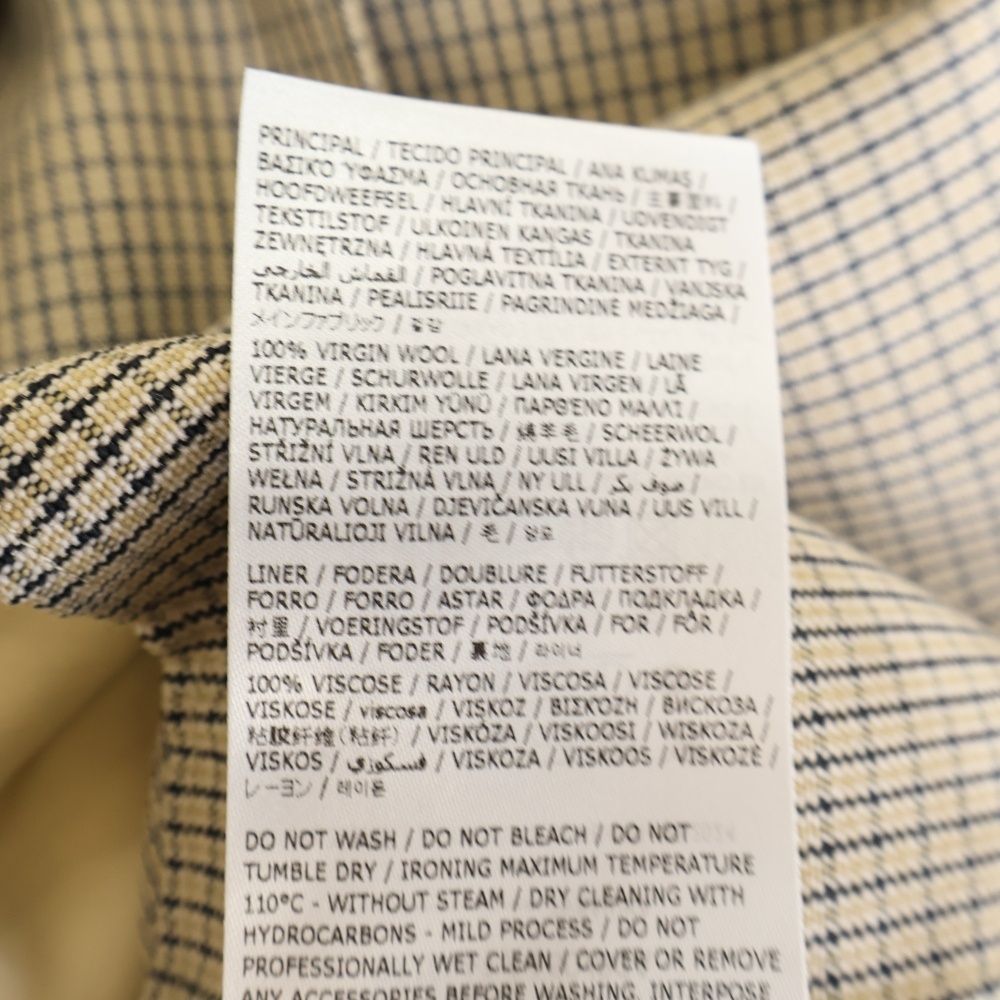 PRINCIPAL / TECIDO PRINCIPAL / ANA KUMAŞ /
ΒΑΣΙΚΌ ΎΦΑΣΜΑ / ОСНОВНАЯ ТКАНЬ / 主要面料 /
HOOFDWEEFSEL / HLAVNÍ TKANINA / UDVENDIGT
TEKSTILSTOF / ULKOINEN KANGAS / TKANINA
ZEWNĘTRZNA / HLAVNÁ TEXTÍLIA / EXTERNT TYG /
القماش الخارجي / POGLAVITNA TKANINA / VANJSKA
TKANINA / PEALISRIIE / PAGRINDINĖ MEDŽIAGA /
メインファブリック / 겉감
100% VIRGIN WOOL / LANA VERGINE / LAINE
VIERGE / SCHURWOLLE / LANA VIRGEN / LÃ
VIRGEM / KIRKIM YÜNÜ / ΠΑΡΘΕΝΟ ΜΑΛΛΙ /
НАТУРАЛЬНАЯ ШЕРСТЬ / 绵羊毛 / SCHEERWOL /
STŘIŽNÍ VLNA / REN ULD / UUSI VILLA / ŻYWA
WEŁNA / STRIŽNÁ VLNA / NY ULL / صوف بكر /
RUNSKA VOLNA / DJEVIČANSKA VUNA / UUS VILL /
NATŪRALIOJI VILNA / 毛 / 양모
LINER / FODERA / DOUBLURE / FUTTERSTOFF /
FORRO / FORRO / ASTAR / ΦΟΔΡΑ / ПОДКЛАДКА /
衬里 / VOERINGSTOF / PODŠÍVKA / FOR / FÔR /
PODŠÍVKA / FODER / 裏地 / 라이너
100% VISCOSE / RAYON / VISCOSA / VISCOSE /
VISKOSE / viscosa / VISKOZ / ΒΙΣΚΟΖΗ / ВИСКОЗА /
粘胶纤维(粘纤) / VISKÓZA / VISKOOSI / WISKOZA /
VISKOS / فسكوزي / VISKOZA / VISKOOS / VISKOZĖ /
レーヨン / 레이온
DO NOT WASH / DO NOT BLEACH / DO NOT
TUMBLE DRY / IRONING MAXIMUM TEMPERATURE
110°C - WITHOUT STEAM / DRY CLEANING WITH
HYDROCARBONS - MILD PROCESS / DO NOT
PROFESSIONALLY WET CLEAN / COVER OR REMOVE
ANY ACCESSORIES BEFORE WASHING, INTERPOSE